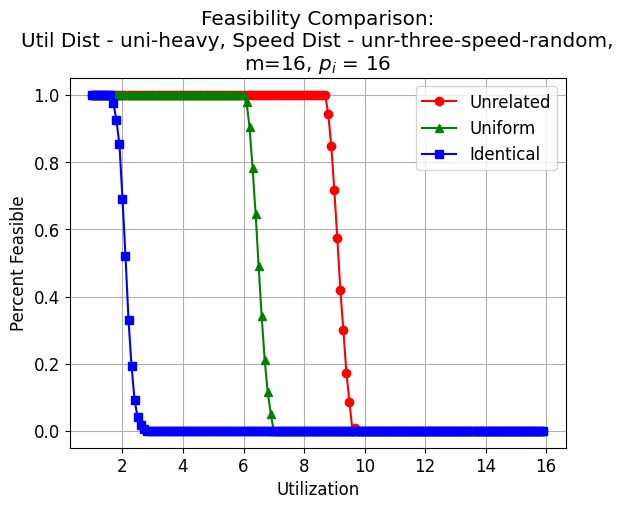 Feasibility Comparison:
Util Dist - uni-heavy, Speed Dist - unr-three-speed-random,
m=16, pᵢ = 16
Unrelated
Uniform
Identical
Percent Feasible
1.0
0.8
0.6
0.4
0.2
0.0
2 4 6 8 10 12 14 16
Utilization